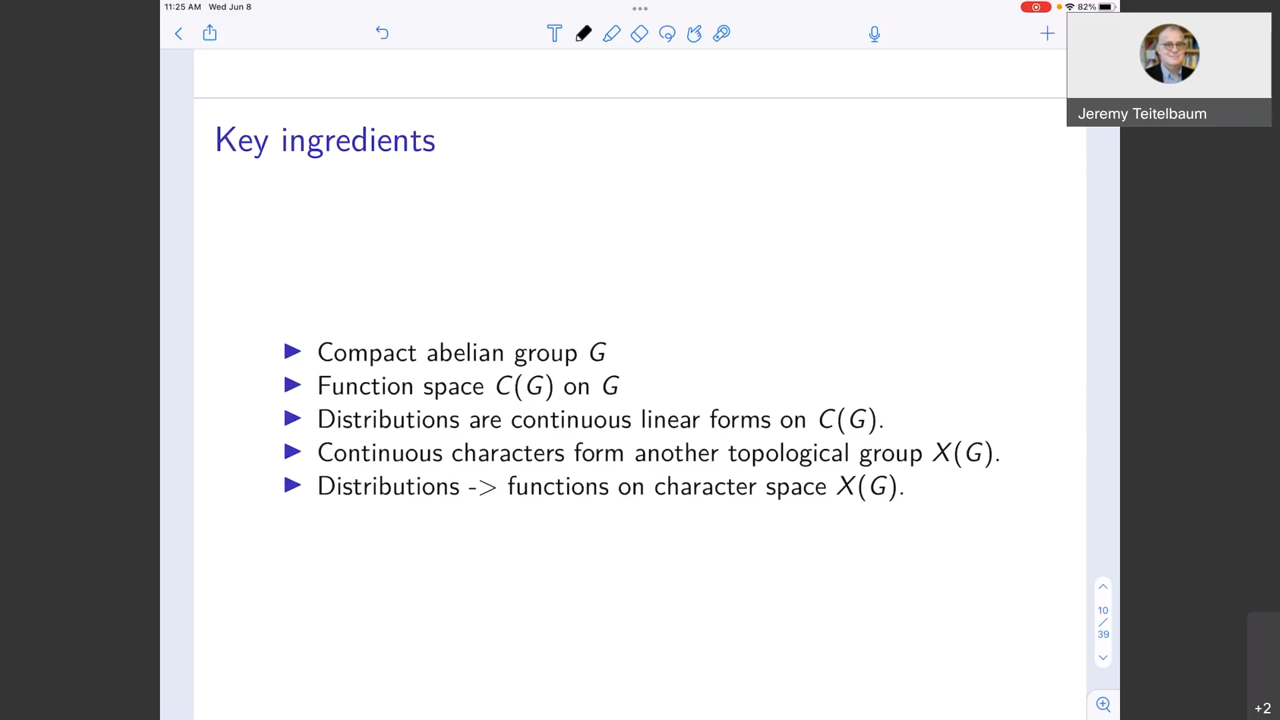 11:25 AM Wed Jun 8
82%
Jeremy Teitelbaum
Key ingredients
▶ Compact abelian group G
▶ Function space C(G) on G
▶ Distributions are continuous linear forms on C(G).
▶ Continuous characters form another topological group X(G).
▶ Distributions -> functions on character space X(G).
10
/
39
+2